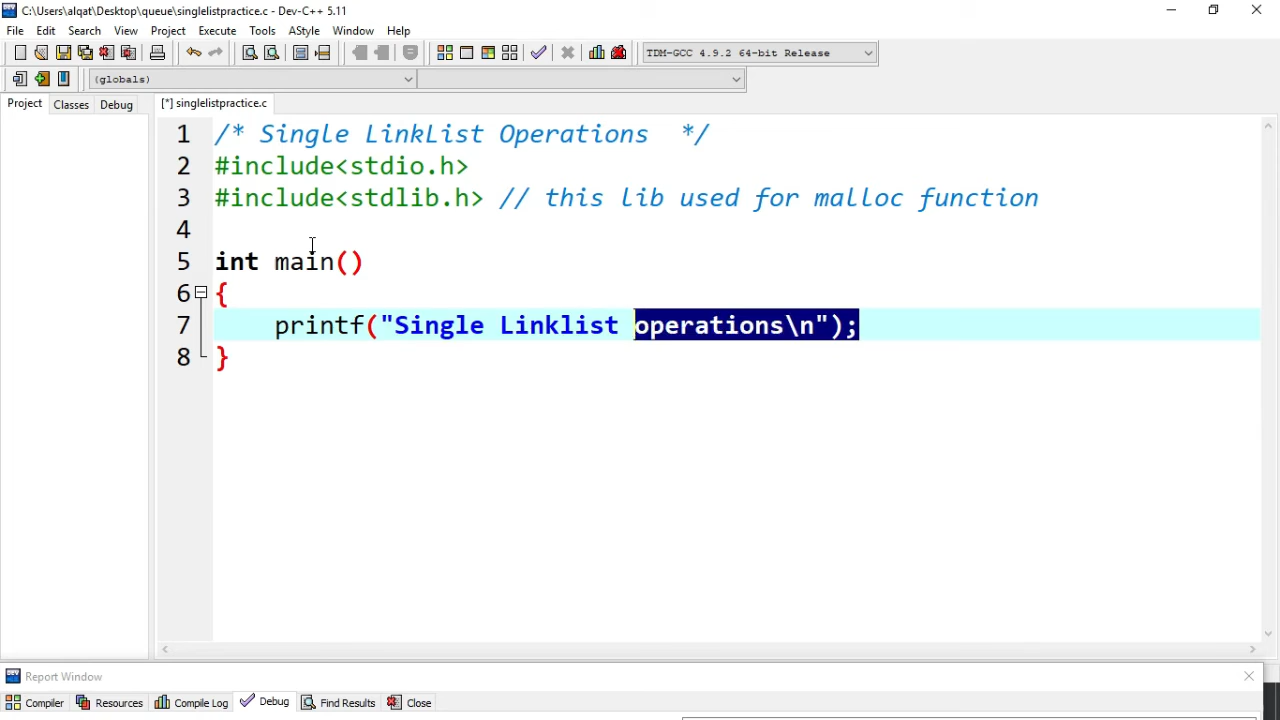 C:\Users\alqat\Desktop\queue\singlelistpractice.c - Dev-C++ 5.11
File Edit Search View Project Execute Tools AStyle Window Help
TDM-GCC 4.9.2 64-bit Release
(globals)
Project Classes Debug [*] singlelistpractice.c
1 /* Single LinkList Operations  */
2 #include<stdio.h>
3 #include<stdlib.h> // this lib used for malloc function
4
5 int main()
6 {
7     printf("Single Linklist operations\n");
8 }
Report Window
Compiler Resources Compile Log Debug Find Results Close